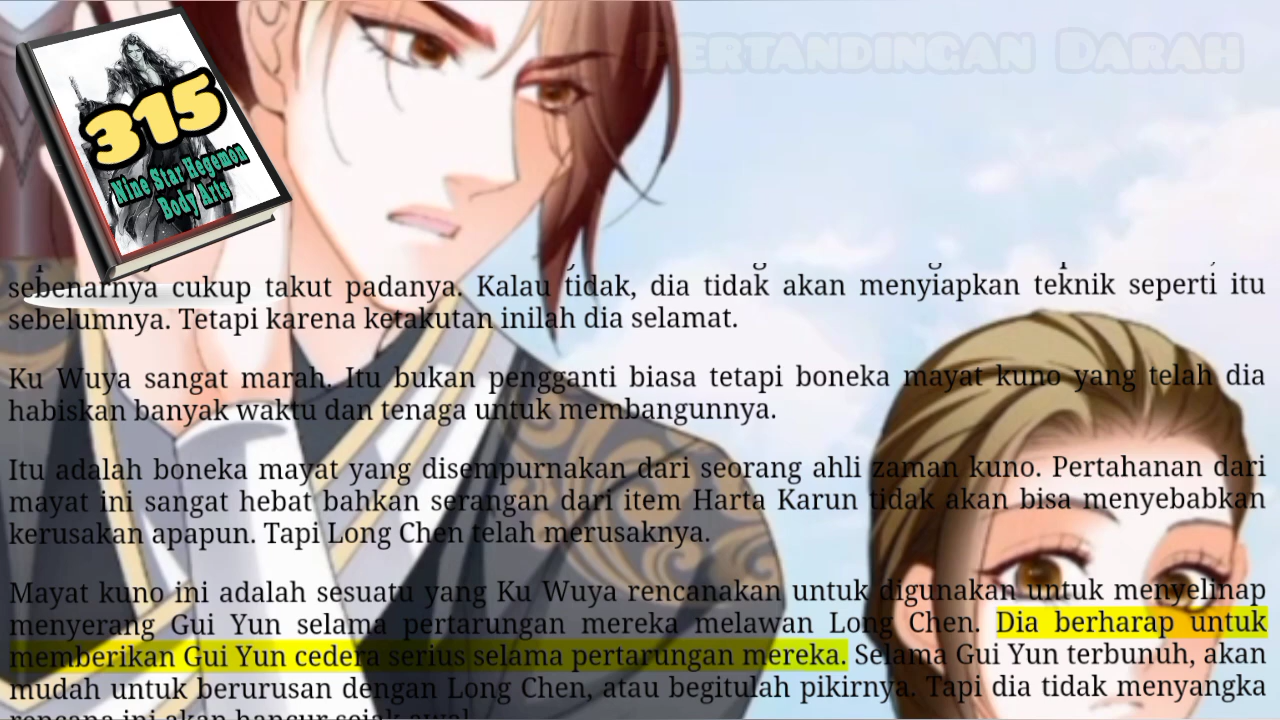 Pertandingan Darah
315
Nine Star Hegemon
Body Arts
sebenarnya cukup takut padanya. Kalau tidak, dia tidak akan menyiapkan teknik seperti itu
sebelumnya. Tetapi karena ketakutan inilah dia selamat.
Ku Wuya sangat marah. Itu bukan pengganti biasa tetapi boneka mayat kuno yang telah dia
habiskan banyak waktu dan tenaga untuk membangunnya.
Itu adalah boneka mayat yang disempurnakan dari seorang ahli zaman kuno. Pertahanan dari
mayat ini sangat hebat bahkan serangan dari item Harta Karun tidak akan bisa menyebabkan
kerusakan apapun. Tapi Long Chen telah merusaknya.
Mayat kuno ini adalah sesuatu yang Ku Wuya rencanakan untuk digunakan untuk menyelinap
menyerang Gui Yun selama pertarungan mereka melawan Long Chen. Dia berharap untuk
memberikan Gui Yun cedera serius selama pertarungan mereka. Selama Gui Yun terbunuh, akan
mudah untuk berurusan dengan Long Chen, atau begitulah pikirnya. Tapi dia tidak menyangka
rencana ini akan hancur sejak awal.